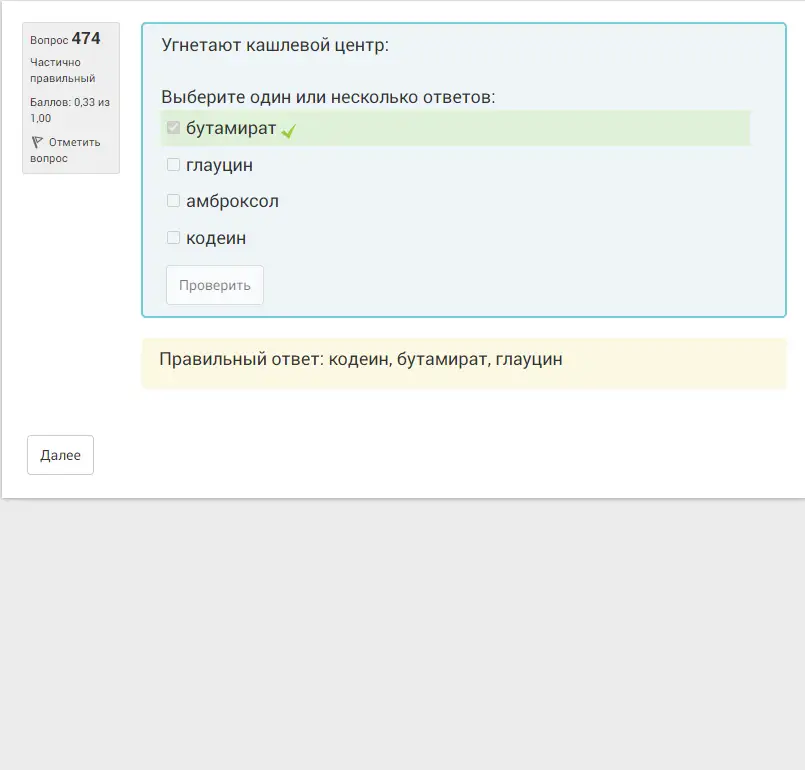 Вопрос 474
Частично
правильный
Баллов: 0,33 из
1,00
Отметить
вопрос
Угнетают кашлевой центр:
Выберите один или несколько ответов:
бутамират
глауцин
амброксол
кодеин
Проверить
Правильный ответ: кодеин, бутамират, глауцин
Далее